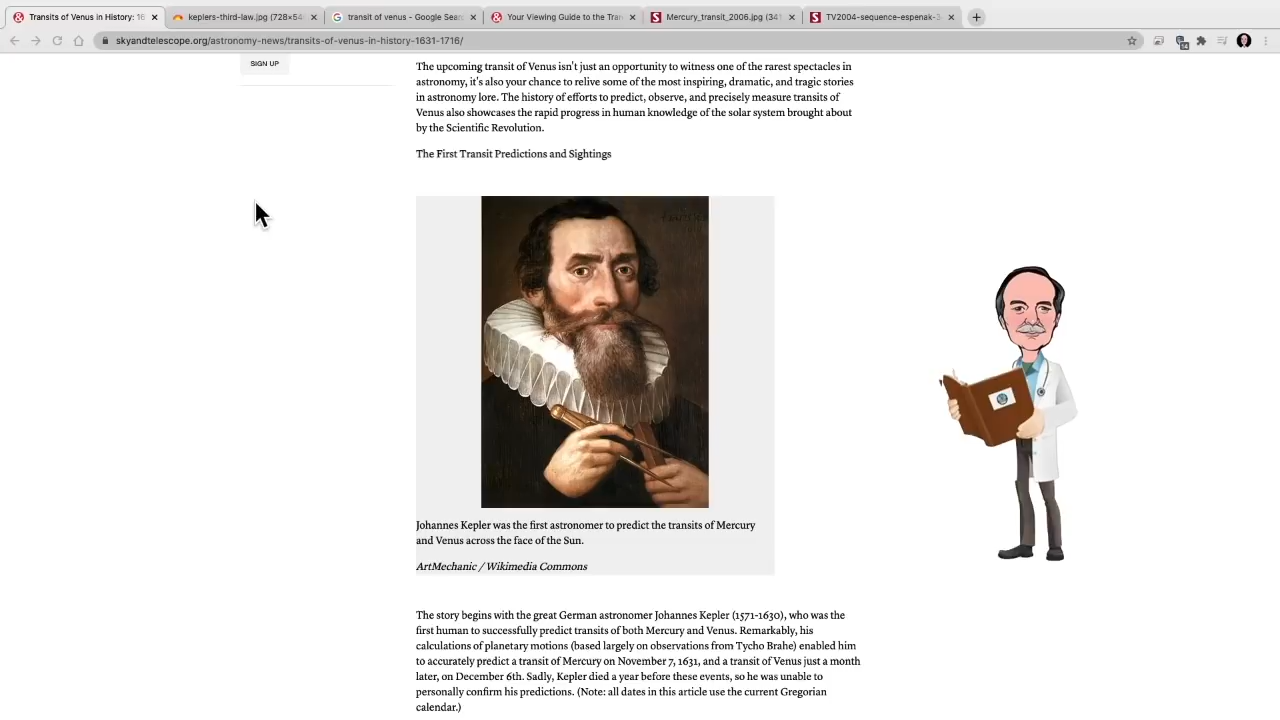 Transits of Venus in History: 16
keplers-third-law.jpg (728×54
transit of venus - Google Sear
Your Viewing Guide to the Tra
Mercury_transit_2006.jpg (341
TV2004-sequence-espenak-3
skyandtelescope.org/astronomy-news/transits-of-venus-in-history-1631-1716/
SIGN UP
The upcoming transit of Venus isn't just an opportunity to witness one of the rarest spectacles in
astronomy, it's also your chance to relive some of the most inspiring, dramatic, and tragic stories
in astronomy lore. The history of efforts to predict, observe, and precisely measure transits of
Venus also showcases the rapid progress in human knowledge of the solar system brought about
by the Scientific Revolution.
The First Transit Predictions and Sightings
Johannes Kepler was the first astronomer to predict the transits of Mercury
and Venus across the face of the Sun.
ArtMechanic / Wikimedia Commons
The story begins with the great German astronomer Johannes Kepler (1571-1630), who was the
first human to successfully predict transits of both Mercury and Venus. Remarkably, his
calculations of planetary motions (based largely on observations from Tycho Brahe) enabled him
to accurately predict a transit of Mercury on November 7, 1631, and a transit of Venus just a month
later, on December 6th. Sadly, Kepler died a year before these events, so he was unable to
personally confirm his predictions. (Note: all dates in this article use the current Gregorian
calendar.)